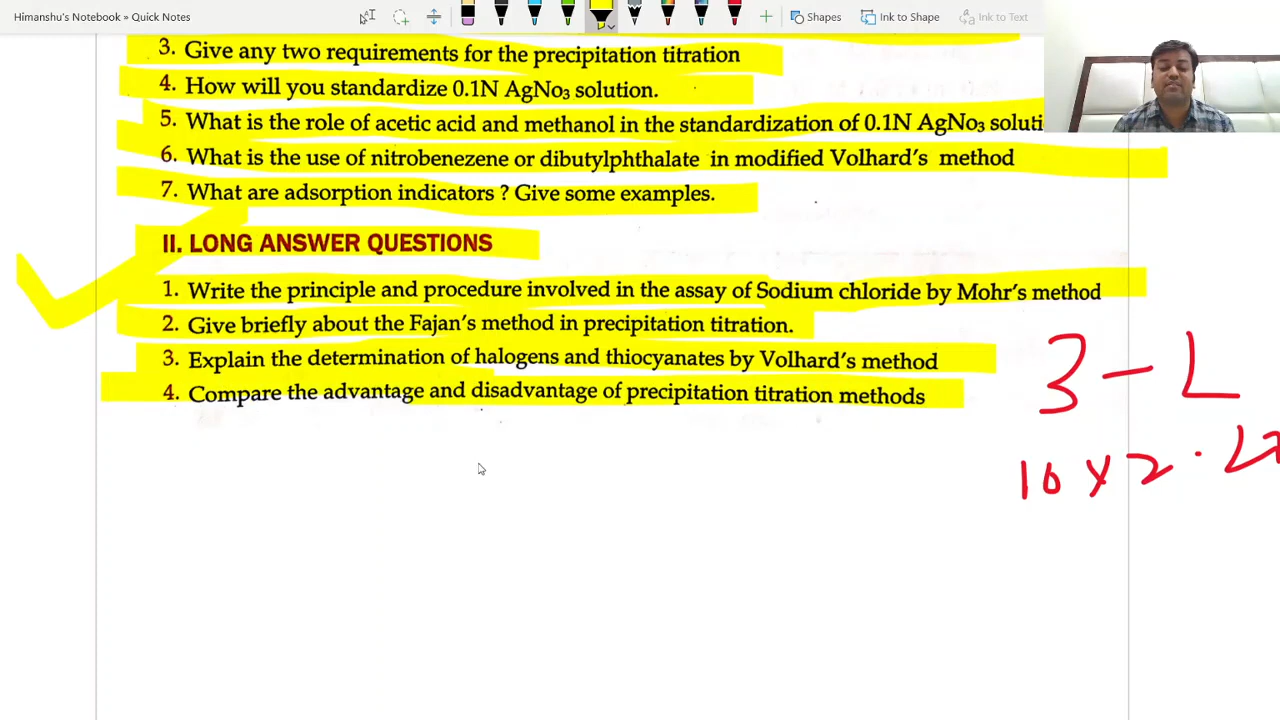 Himanshu's Notebook » Quick Notes
Shapes
Ink to Shape
Ink to Text
3. Give any two requirements for the precipitation titration
4. How will you standardize 0.1N AgNo₃ solution.
5. What is the role of acetic acid and methanol in the standardization of 0.1N AgNo₃ soluti
6. What is the use of nitrobenezene or dibutylphthalate in modified Volhard's method
7. What are adsorption indicators ? Give some examples.
II. LONG ANSWER QUESTIONS
1. Write the principle and procedure involved in the assay of Sodium chloride by Mohr's method
2. Give briefly about the Fajan's method in precipitation titration.
3. Explain the determination of halogens and thiocyanates by Volhard's method
4. Compare the advantage and disadvantage of precipitation titration methods
3 - L
10 x 2 .